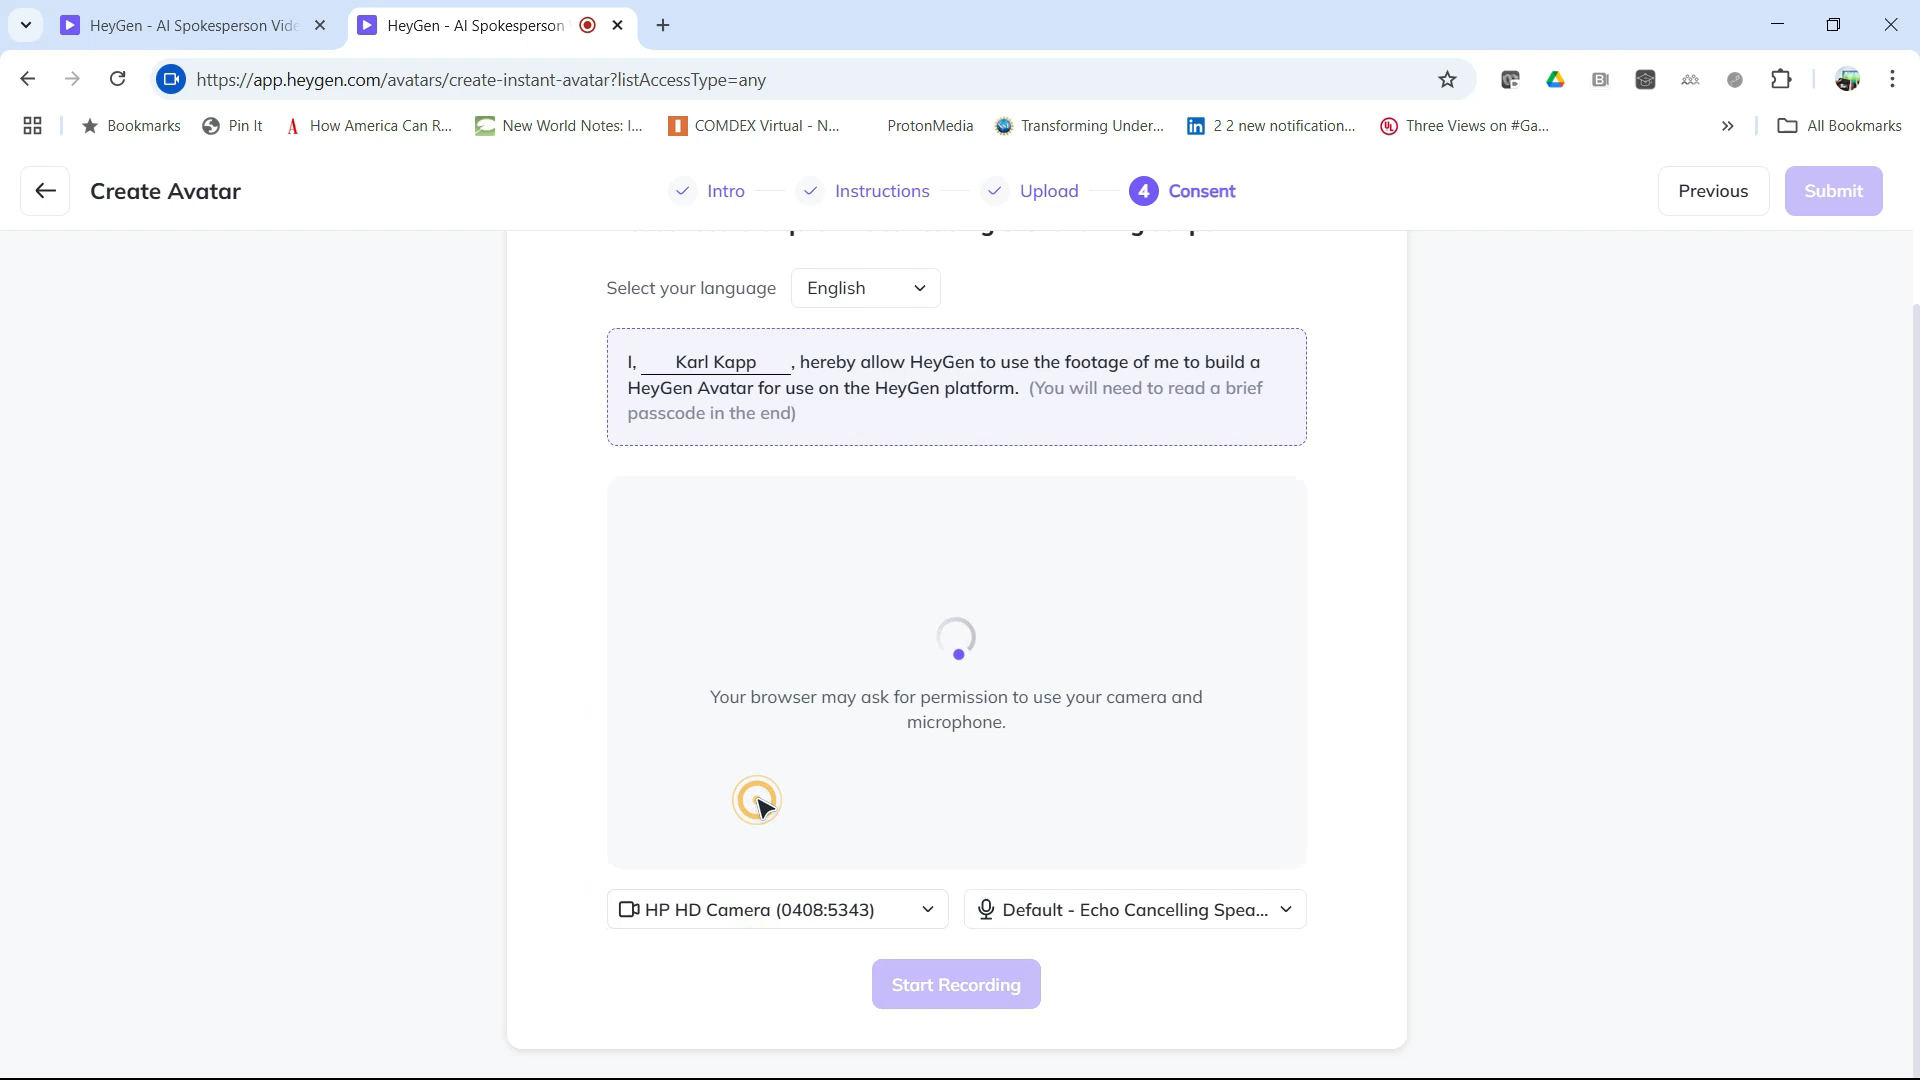 HeyGen - AI Spokesperson Vide
HeyGen - AI Spokesperson
https://app.heygen.com/avatars/create-instant-avatar?listAccessType=any
Bookmarks
Pin It
How America Can R...
New World Notes: I...
COMDEX Virtual - N...
ProtonMedia
Transforming Under...
2 2 new notification...
Three Views on #Ga...
All Bookmarks
Create Avatar
Intro
Instructions
Upload
4 Consent
Previous
Submit
Select your language
English
I, Karl Kapp , hereby allow HeyGen to use the footage of me to build a
HeyGen Avatar for use on the HeyGen platform. (You will need to read a brief
passcode in the end)
Your browser may ask for permission to use your camera and
microphone.
HP HD Camera (0408:5343)
Default - Echo Cancelling Spea...
Start Recording